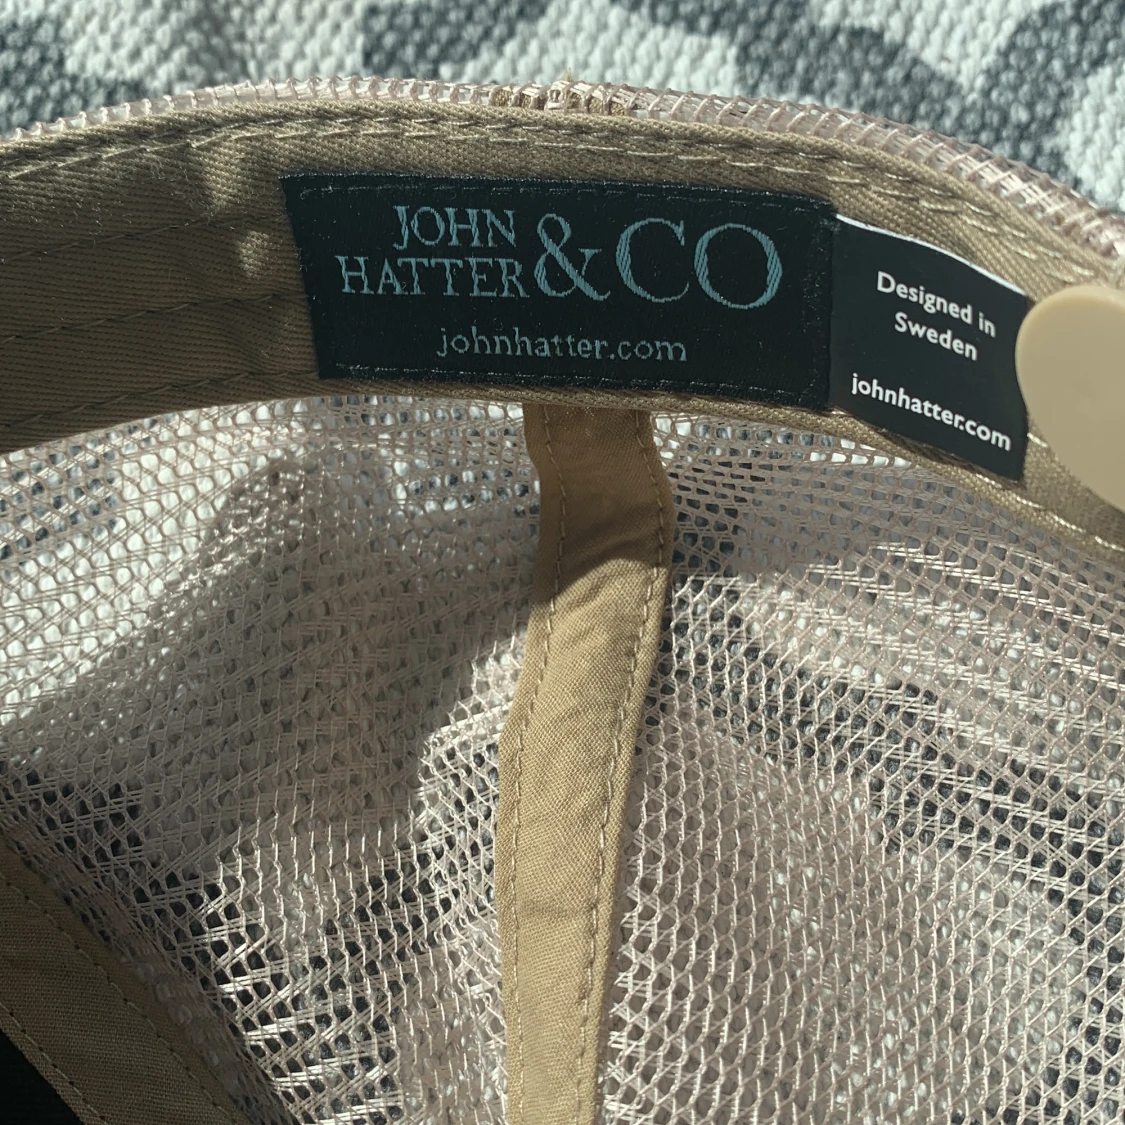 JOHN
HATTER & CO
johnhatter.com
Designed in
Sweden
johnhatter.com